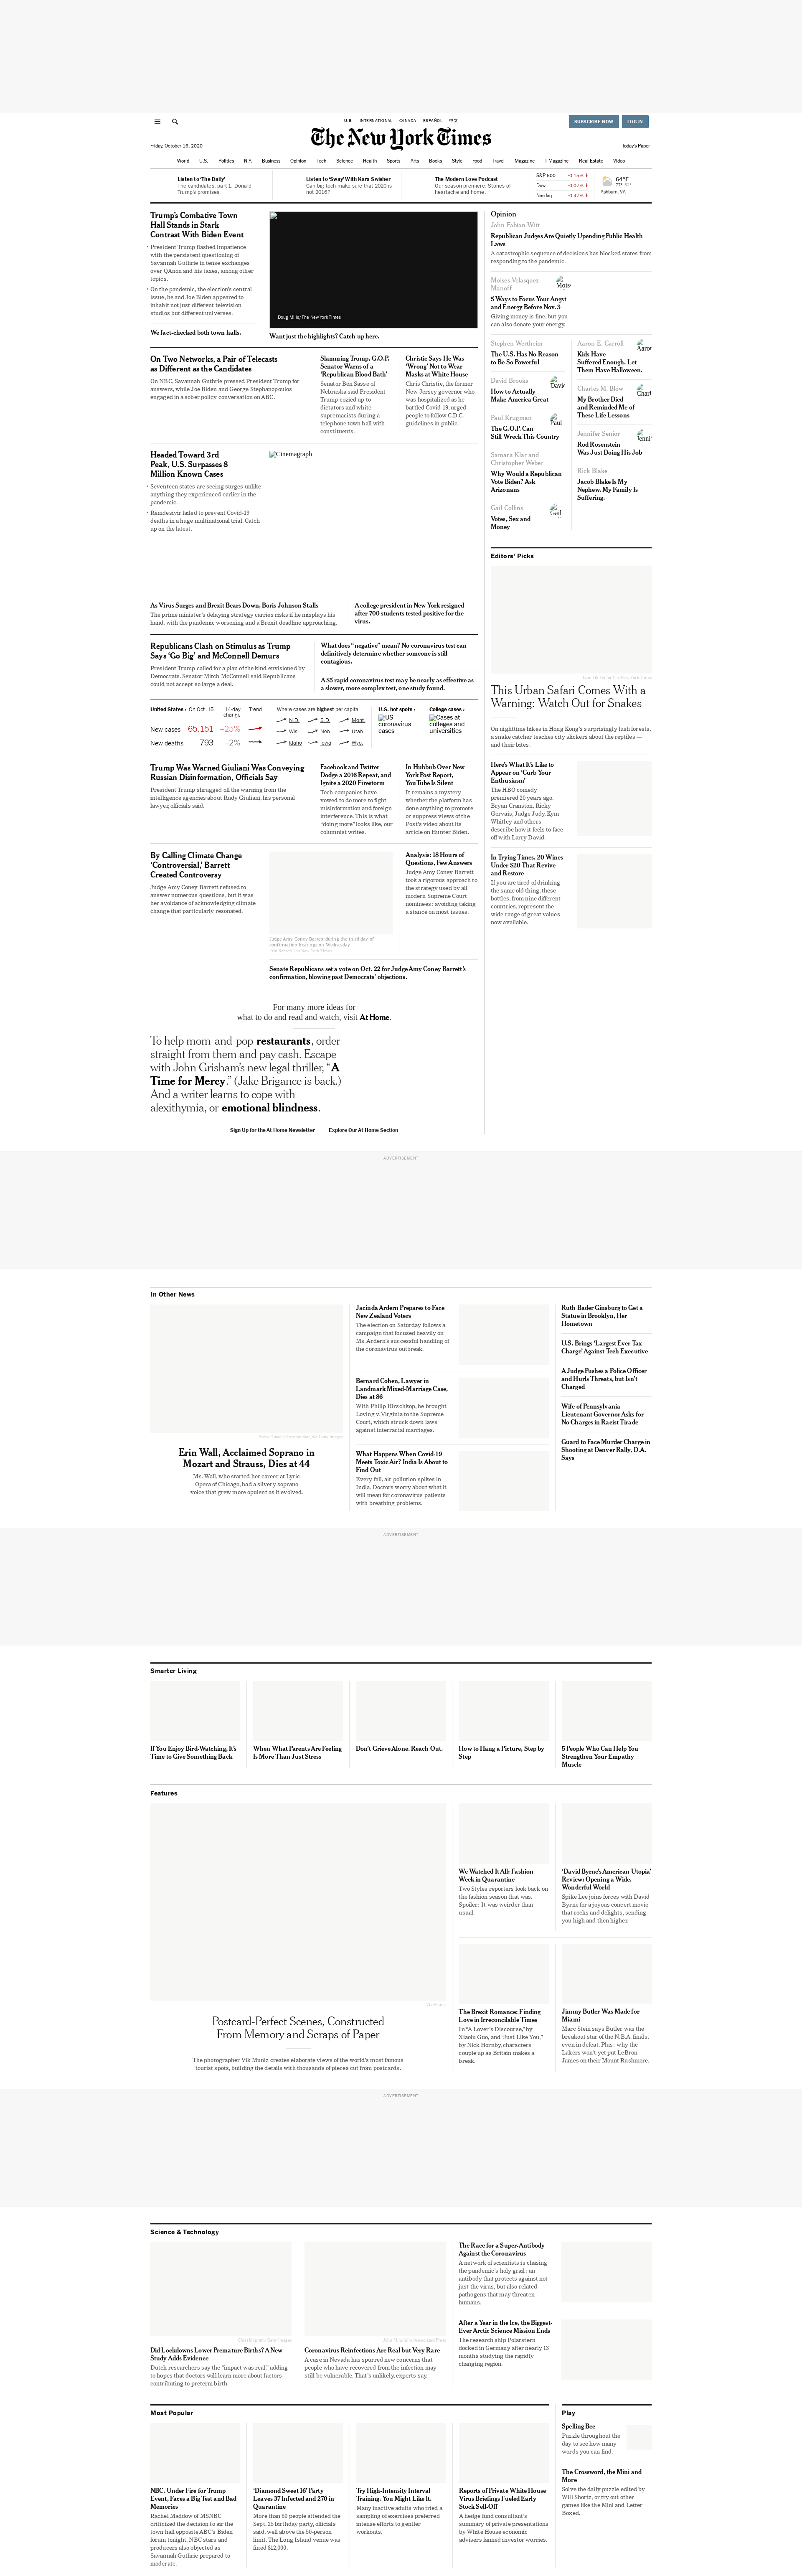 U.S. INTERNATIONAL CANADA ESPAÑOL 中文
SUBSCRIBE NOW LOG IN
The New York Times
Friday, October 16, 2020
Today's Paper
World U.S. Politics N.Y. Business Opinion Tech Science Health Sports Arts Books Style Food Travel Magazine T Magazine Real Estate Video
Listen to 'The Daily'
The candidates, part 1: Donald
Trump's promises.
Listen to 'Sway' With Kara Swisher
Can big tech make sure that 2020 is
not 2016?
The Modern Love Podcast
Our season premiere: Stories of
heartache and home.
S&P 500 -0.15%
Dow -0.07%
Nasdaq -0.47%
64°F
Ashburn, VA
Trump's Combative Town
Hall Stands in Stark
Contrast With Biden Event
President Trump flashed impatience
with the persistent questioning of
Savannah Guthrie in tense exchanges
over QAnon and his taxes, among other
topics.
On the pandemic, the election's central
issue, he and Joe Biden appeared to
inhabit not just different television
studios but different universes.
We fact-checked both town halls.
Doug Mills/The New York Times
Want just the highlights? Catch up here.
On Two Networks, a Pair of Telecasts
as Different as the Candidates
On NBC, Savannah Guthrie pressed President Trump for
answers, while Joe Biden and George Stephanopoulos
engaged in a sober policy conversation on ABC.
Slamming Trump, G.O.P.
Senator Warns of a
'Republican Blood Bath'
Senator Ben Sasse of
Nebraska said President
Trump cozied up to
dictators and white
supremacists during a
telephone town hall with
constituents.
Christie Says He Was
'Wrong' Not to Wear
Masks at White House
Chris Christie, the former
New Jersey governor who
was hospitalized as he
battled Covid-19, urged
people to follow C.D.C.
guidelines in public.
Headed Toward 3rd
Peak, U.S. Surpasses 8
Million Known Cases
Seventeen states are seeing surges unlike
anything they experienced earlier in the
pandemic.
Remdesivir failed to prevent Covid-19
deaths in a huge multinational trial. Catch
up on the latest.
Cinemagraph
As Virus Surges and Brexit Bears Down, Boris Johnson Stalls
The prime minister's delaying strategy carries risks if he misplays his
hand, with the pandemic worsening and a Brexit deadline approaching.
A college president in New York resigned
after 700 students tested positive for the
virus.
Republicans Clash on Stimulus as Trump
Says 'Go Big' and McConnell Demurs
President Trump called for a plan of the kind envisioned by
Democrats. Senator Mitch McConnell said Republicans
could not accept so large a deal.
What does "negative" mean? No coronavirus test can
definitively determine whether someone is still
contagious.
A $5 rapid coronavirus test may be nearly as effective as
a slower, more complex test, one study found.
United States › On Oct. 15 14-day
change Trend
New cases 65,151 +25%
New deaths 793 –2%
Where cases are highest per capita
N.D. S.D. Mont.
Wis. Neb. Utah
Idaho Iowa Wyo.
U.S. hot spots ›
US
coronavirus
cases
College cases ›
Cases at
colleges and
universities
Trump Was Warned Giuliani Was Conveying
Russian Disinformation, Officials Say
President Trump shrugged off the warning from the
intelligence agencies about Rudy Giuliani, his personal
lawyer, officials said.
Facebook and Twitter
Dodge a 2016 Repeat, and
Ignite a 2020 Firestorm
Tech companies have
vowed to do more to fight
misinformation and foreign
interference. This is what
"doing more" looks like, our
columnist writes.
In Hubbub Over New
York Post Report,
YouTube Is Silent
It remains a mystery
whether the platform has
done anything to promote
or suppress views of the
Post's video about its
article on Hunter Biden.
By Calling Climate Change
'Controversial,' Barrett
Created Controversy
Judge Amy Coney Barrett refused to
answer numerous questions, but it was
her avoidance of acknowledging climate
change that particularly resonated.
Judge Amy Coney Barrett during the third day of
confirmation hearings on Wednesday.
Erin Schaff/The New York Times
Analysis: 18 Hours of
Questions, Few Answers
Judge Amy Coney Barrett
took a rigorous approach to
the strategy used by all
modern Supreme Court
nominees: avoiding taking
a stance on most issues.
Senate Republicans set a vote on Oct. 22 for Judge Amy Coney Barrett's
confirmation, blowing past Democrats' objections.
For many more ideas for
what to do and read and watch, visit At Home.
To help mom-and-pop restaurants, order
straight from them and pay cash. Escape
with John Grisham's new legal thriller, "A
Time for Mercy." (Jake Brigance is back.)
And a writer learns to cope with
alexithymia, or emotional blindness.
Sign Up for the At Home Newsletter Explore Our At Home Section
Opinion
John Fabian Witt
Republican Judges Are Quietly Upending Public Health
Laws
A catastrophic sequence of decisions has blocked states from
responding to the pandemic.
Moises Velasquez-
Manoff
5 Ways to Focus Your Angst
and Energy Before Nov. 3
Giving money is fine, but you
can also donate your energy.
Stephen Wertheim
The U.S. Has No Reason
to Be So Powerful
David Brooks
How to Actually
Make America Great
Paul Krugman
The G.O.P. Can
Still Wreck This Country
Samara Klar and
Christopher Weber
Why Would a Republican
Vote Biden? Ask
Arizonans
Gail Collins
Votes, Sex and
Money
Aaron E. Carroll
Kids Have
Suffered Enough. Let
Them Have Halloween.
Charles M. Blow
My Brother Died
and Reminded Me of
These Life Lessons
Jennifer Senior
Rod Rosenstein
Was Just Doing His Job
Rick Blake
Jacob Blake Is My
Nephew. My Family Is
Suffering.
Editors' Picks
This Urban Safari Comes With a
Warning: Watch Out for Snakes
On nighttime hikes in Hong Kong's surprisingly lush forests,
a snake catcher teaches city slickers about the reptiles —
and their bites.
Here's What It's Like to
Appear on 'Curb Your
Enthusiasm'
The HBO comedy
premiered 20 years ago.
Bryan Cranston, Ricky
Gervais, Judge Judy, Kym
Whitley and others
describe how it feels to face
off with Larry David.
In Trying Times, 20 Wines
Under $20 That Revive
and Restore
If you are tired of drinking
the same old thing, these
bottles, from nine different
countries, represent the
wide range of great values
now available.
ADVERTISEMENT
In Other News
Erin Wall, Acclaimed Soprano in
Mozart and Strauss, Dies at 44
Ms. Wall, who started her career at Lyric
Opera of Chicago, had a silvery soprano
voice that grew more opulent as it evolved.
Jacinda Ardern Prepares to Face
New Zealand Voters
The election on Saturday follows a
campaign that focused heavily on
Ms. Ardern's successful handling of
the coronavirus outbreak.
Bernard Cohen, Lawyer in
Landmark Mixed-Marriage Case,
Dies at 86
With Philip Hirschkop, he brought
Loving v. Virginia to the Supreme
Court, which struck down laws
against interracial marriages.
What Happens When Covid-19
Meets Toxic Air? India Is About to
Find Out
Every fall, air pollution spikes in
India. Doctors worry about what it
will mean for coronavirus patients
with breathing problems.
Ruth Bader Ginsburg to Get a
Statue in Brooklyn, Her
Hometown
U.S. Brings 'Largest Ever Tax
Charge' Against Tech Executive
A Judge Pushes a Police Officer
and Hurls Threats, but Isn't
Charged
Wife of Pennsylvania
Lieutenant Governor Asks for
No Charges in Racist Tirade
Guard to Face Murder Charge in
Shooting at Denver Rally, D.A.
Says
ADVERTISEMENT
Smarter Living
If You Enjoy Bird-Watching, It's
Time to Give Something Back
When What Parents Are Feeling
Is More Than Just Stress
Don't Grieve Alone. Reach Out.
How to Hang a Picture, Step by
Step
5 People Who Can Help You
Strengthen Your Empathy
Muscle
Features
Vik Muniz
Postcard-Perfect Scenes, Constructed
From Memory and Scraps of Paper
The photographer Vik Muniz creates elaborate views of the world's most famous
tourist spots, building the details with thousands of pieces cut from postcards.
We Watched It All: Fashion
Week in Quarantine
Two Styles reporters look back on
the fashion season that was.
Spoiler: It was weirder than
usual.
'David Byrne's American Utopia'
Review: Opening a Wide,
Wonderful World
Spike Lee joins forces with David
Byrne for a joyous concert movie
that rocks and delights, sending
you high and then higher.
The Brexit Romance: Finding
Love in Irreconcilable Times
In "A Lover's Discourse," by
Xiaolu Guo, and "Just Like You,"
by Nick Hornby, characters
couple up as Britain makes a
break.
Jimmy Butler Was Made for
Miami
Marc Stein says Butler was the
breakout star of the N.B.A. finals,
even in defeat. Plus: why the
Lakers won't yet put LeBron
James on their Mount Rushmore.
ADVERTISEMENT
Science & Technology
Did Lockdowns Lower Premature Births? A New
Study Adds Evidence
Dutch researchers say the "impact was real," adding
to hopes that doctors will learn more about factors
contributing to preterm birth.
Coronavirus Reinfections Are Real but Very Rare
A case in Nevada has spurred new concerns that
people who have recovered from the infection may
still be vulnerable. That's unlikely, experts say.
The Race for a Super-Antibody
Against the Coronavirus
A network of scientists is chasing
the pandemic's holy grail: an
antibody that protects against not
just the virus, but also related
pathogens that may threaten
humans.
After a Year in the Ice, the Biggest-
Ever Arctic Science Mission Ends
The research ship Polarstern
docked in Germany after nearly 13
months studying the rapidly
changing region.
Most Popular
NBC, Under Fire for Trump
Event, Faces a Big Test and Bad
Memories
Rachel Maddow of MSNBC
criticized the decision to air the
town hall opposite ABC's Biden
forum tonight. NBC stars and
producers also objected as
Savannah Guthrie prepared to
moderate.
'Diamond Sweet 16' Party
Leaves 37 Infected and 270 in
Quarantine
More than 80 people attended the
Sept. 25 birthday party, officials
said, well above the 50-person
limit. The Long Island venue was
fined $12,000.
Try High-Intensity Interval
Training. You Might Like It.
Many inactive adults who tried a
sampling of exercises preferred
intense efforts to gentler
workouts.
Reports of Private White House
Virus Briefings Fueled Early
Stock Sell-Off
A hedge fund consultant's
summary of private presentations
by White House economic
advisers fanned investor worries.
Play
Spelling Bee
Puzzle throughout the
day to see how many
words you can find.
The Crossword, the Mini and
More
Solve the daily puzzle edited by
Will Shortz, or try out other
games like the Mini and Letter
Boxed.